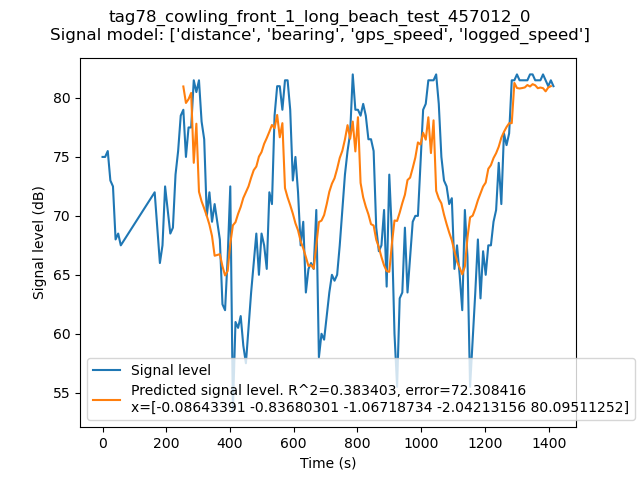 tag78_cowling_front_1_long_beach_test_457012_0
Signal model: ['distance', 'bearing', 'gps_speed', 'logged_speed']
80
75
70
65
60
55
Signal level (dB)
Signal level
Predicted signal level. R^2=0.383403, error=72.308416
x=[-0.08643391 -0.83680301 -1.06718734 -2.04213156 80.09511252]
0 200 400 600 800 1000 1200 1400
Time (s)